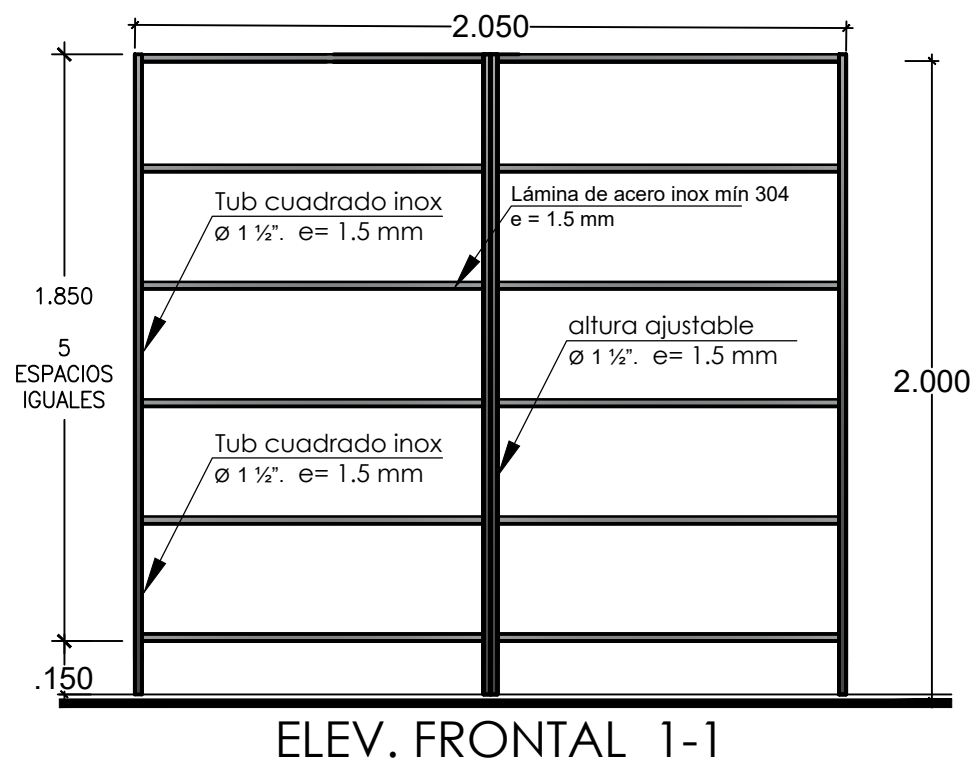 2.050
Tub cuadrado inox
Ø 1 ½". e= 1.5 mm
Lámina de acero inox mín 304
e = 1.5 mm
1.850
5
ESPACIOS
IGUALES
altura ajustable
Ø 1 ½". e= 1.5 mm
2.000
Tub cuadrado inox
Ø 1 ½". e= 1.5 mm
.150
ELEV. FRONTAL 1-1